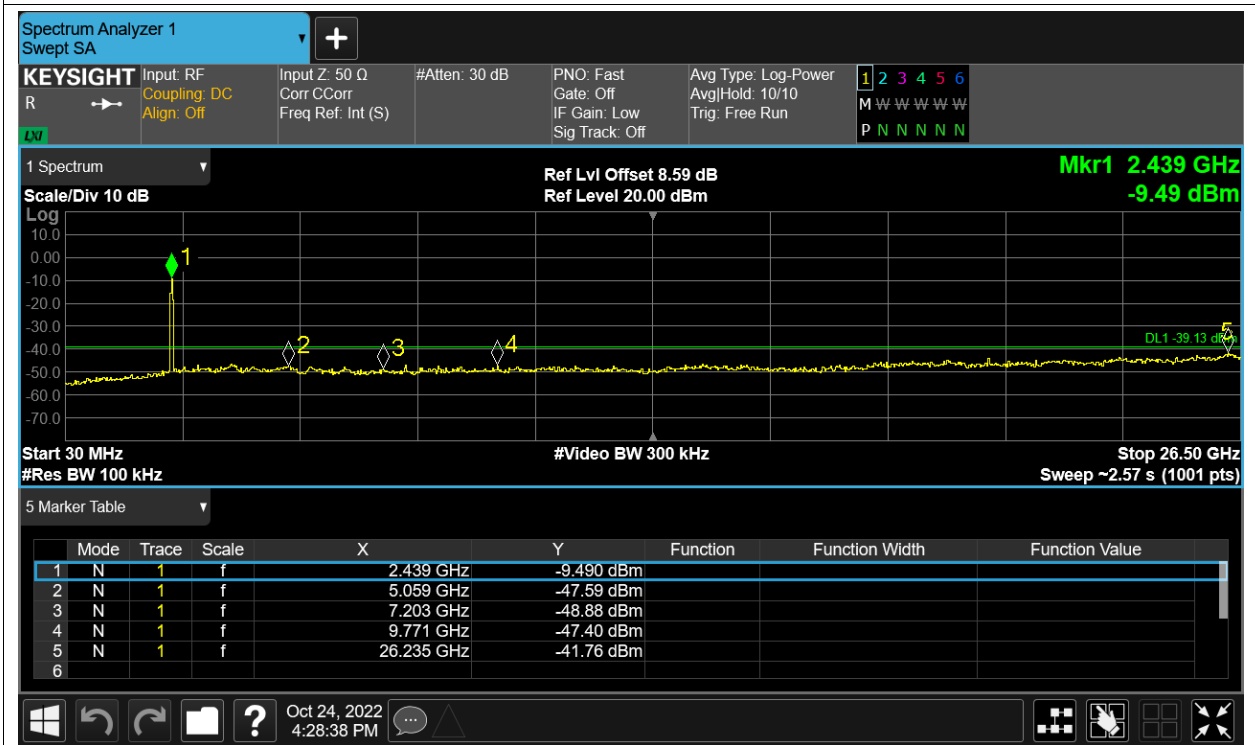 Spectrum Analyzer 1
Swept SA
KEYSIGHT Input: RF Input Z: 50 Ω #Atten: 30 dB PNO: Fast Avg Type: Log-Power 1 2 3 4 5 6
R Coupling: DC Corr CCorr Gate: Off Avg|Hold: 10/10 M W W W W W W
Align: Off Freq Ref: Int (S) IF Gain: Low Trig: Free Run
LXI Sig Track: Off P N N N N N N
1 Spectrum Ref Lvl Offset 8.59 dB Mkr1 2.439 GHz
Scale/Div 10 dB Ref Level 20.00 dBm -9.49 dBm
Log
10.0
0.00 1
-10.0
-20.0
-30.0
DL1 -39.13 dBm 5
-40.0 2 3 4
-50.0
-60.0
-70.0
Start 30 MHz #Video BW 300 kHz Stop 26.50 GHz
#Res BW 100 kHz Sweep ~2.57 s (1001 pts)
5 Marker Table
Mode Trace Scale X Y Function Function Width Function Value
1 N 1 f 2.439 GHz -9.490 dBm
2 N 1 f 5.059 GHz -47.59 dBm
3 N 1 f 7.203 GHz -48.88 dBm
4 N 1 f 9.771 GHz -47.40 dBm
5 N 1 f 26.235 GHz -41.76 dBm
6
? Oct 24, 2022
4:28:38 PM